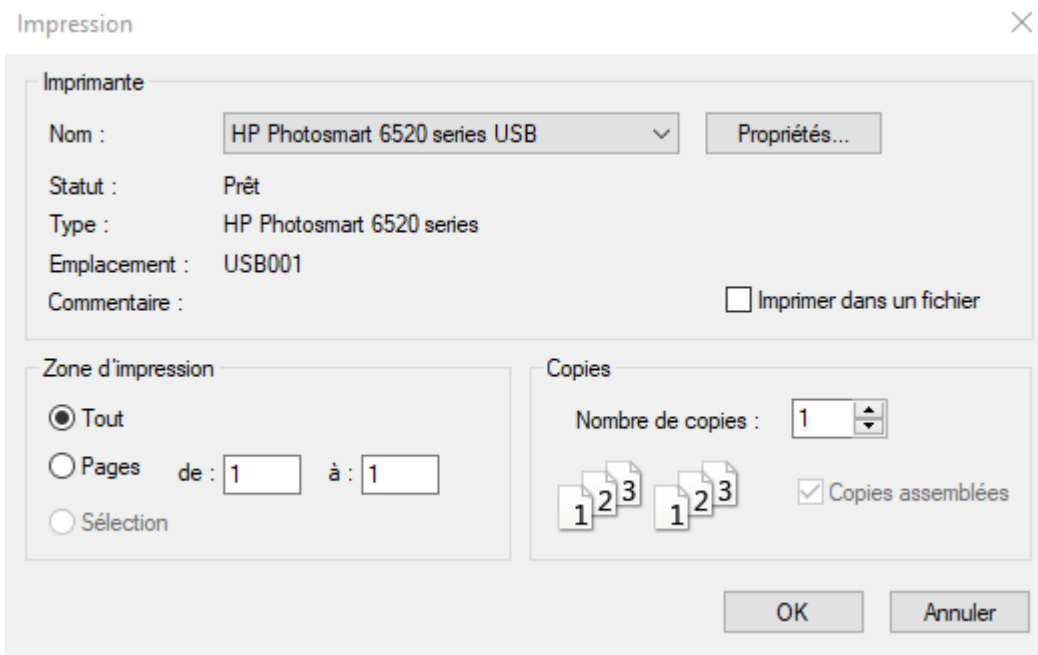 Impression
Imprimante
Nom : HP Photosmart 6520 series USB Propriétés...
Statut : Prêt
Type : HP Photosmart 6520 series
Emplacement : USB001
Commentaire : Imprimer dans un fichier
Zone d'impression Copies
Tout Nombre de copies : 1
Pages de : 1 à : 1
1 2 3 1 2 3 Copies assemblées
Sélection
OK Annuler